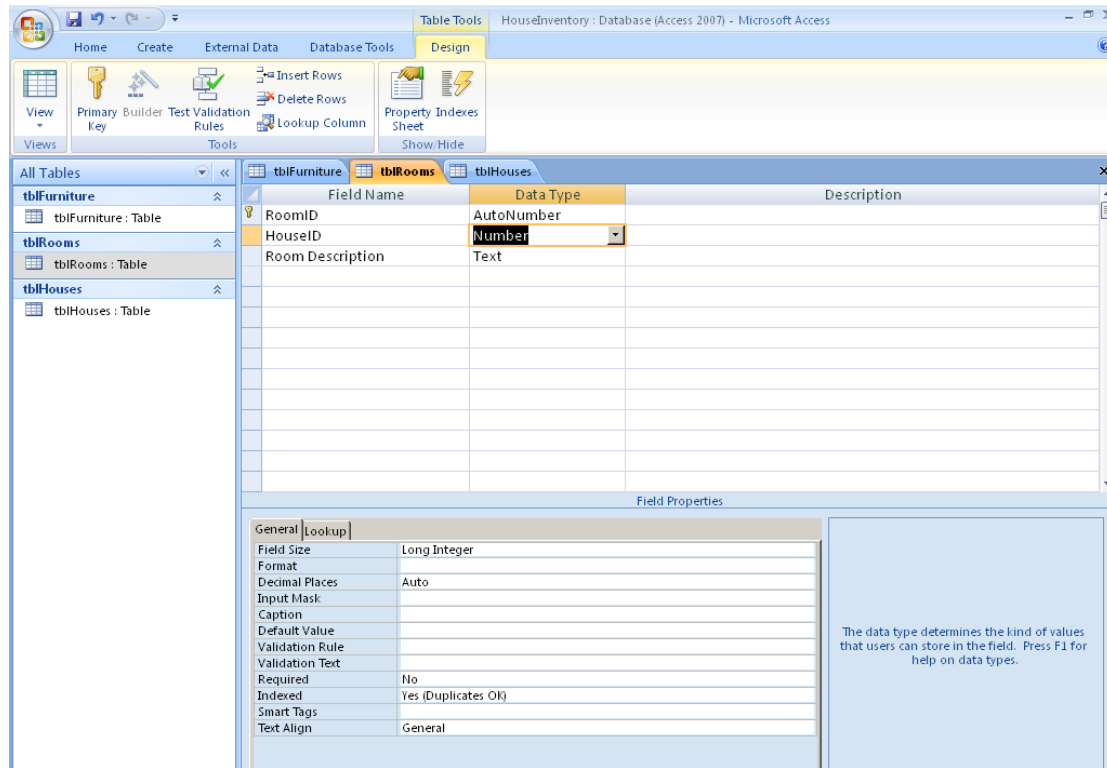 Table Tools HouseInventory : Database (Access 2007) - Microsoft Access
Home Create External Data Database Tools Design
View
Views
Primary Key
Builder
Test Validation Rules
Insert Rows
Delete Rows
Lookup Column
Tools
Property Sheet
Indexes
Show/Hide
All Tables
tblFurniture
tblFurniture : Table
tblRooms
tblRooms : Table
tblHouses
tblHouses : Table
tblFurniture tblRooms tblHouses
Field Name Data Type Description
RoomID AutoNumber
HouseID Number
Room Description Text
Field Properties
General Lookup
Field Size Long Integer
Format
Decimal Places Auto
Input Mask
Caption
Default Value
Validation Rule
Validation Text
Required No
Indexed Yes (Duplicates OK)
Smart Tags
Text Align General
The data type determines the kind of values
that users can store in the field. Press F1 for
help on data types.